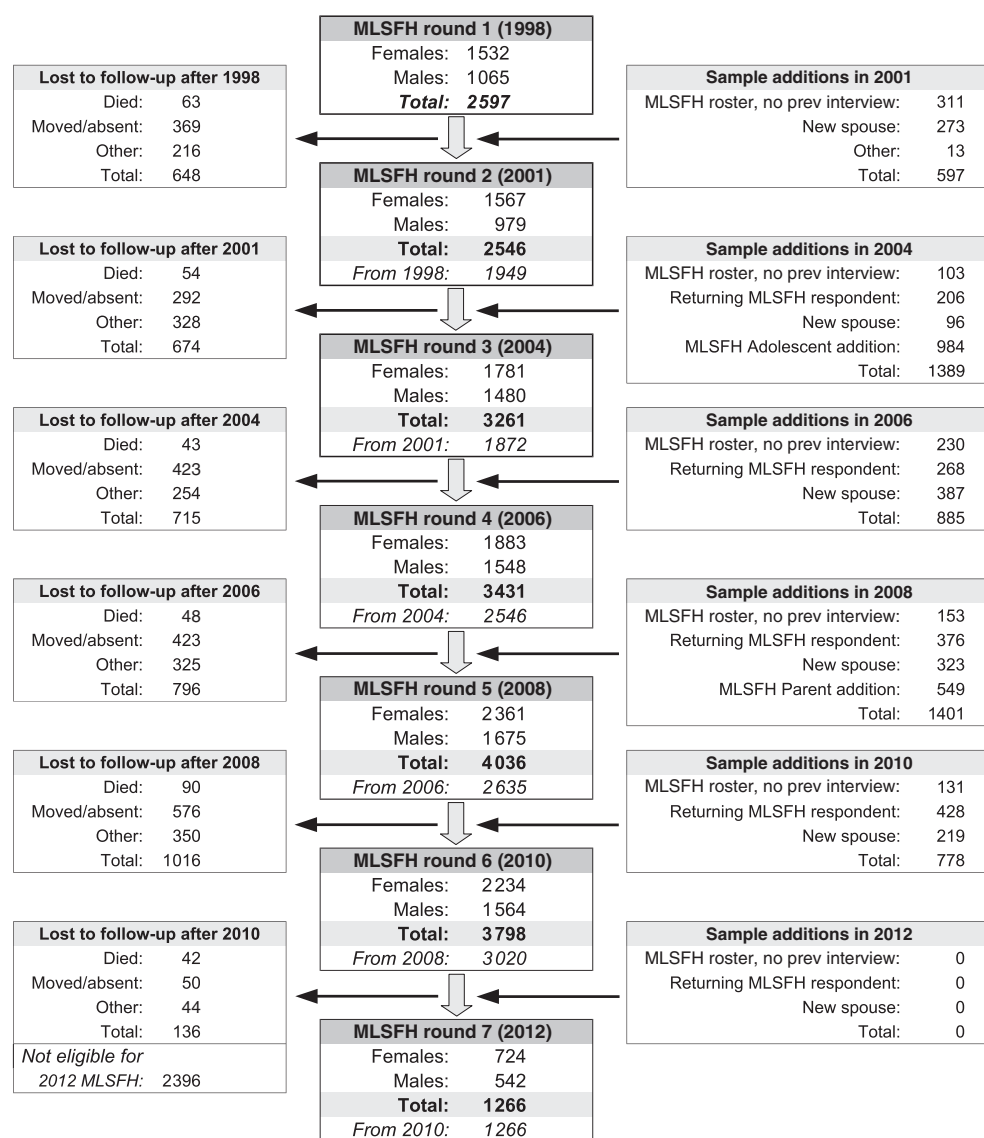 MLSFH round 1 (1998)
Females: 1532
Males: 1065
Total: 2597
Lost to follow-up after 1998
Died: 63
Moved/absent: 369
Other: 216
Total: 648
Sample additions in 2001
MLSFH roster, no prev interview: 311
New spouse: 273
Other: 13
Total: 597
MLSFH round 2 (2001)
Females: 1567
Males: 979
Total: 2546
From 1998: 1949
Lost to follow-up after 2001
Died: 54
Moved/absent: 292
Other: 328
Total: 674
Sample additions in 2004
MLSFH roster, no prev interview: 103
Returning MLSFH respondent: 206
New spouse: 96
MLSFH Adolescent addition: 984
Total: 1389
MLSFH round 3 (2004)
Females: 1781
Males: 1480
Total: 3261
From 2001: 1872
Lost to follow-up after 2004
Died: 43
Moved/absent: 423
Other: 254
Total: 715
Sample additions in 2006
MLSFH roster, no prev interview: 230
Returning MLSFH respondent: 268
New spouse: 387
Total: 885
MLSFH round 4 (2006)
Females: 1883
Males: 1548
Total: 3431
From 2004: 2546
Lost to follow-up after 2006
Died: 48
Moved/absent: 423
Other: 325
Total: 796
Sample additions in 2008
MLSFH roster, no prev interview: 153
Returning MLSFH respondent: 376
New spouse: 323
MLSFH Parent addition: 549
Total: 1401
MLSFH round 5 (2008)
Females: 2361
Males: 1675
Total: 4036
From 2006: 2635
Lost to follow-up after 2008
Died: 90
Moved/absent: 576
Other: 350
Total: 1016
Sample additions in 2010
MLSFH roster, no prev interview: 131
Returning MLSFH respondent: 428
New spouse: 219
Total: 778
MLSFH round 6 (2010)
Females: 2234
Males: 1564
Total: 3798
From 2008: 3020
Lost to follow-up after 2010
Died: 42
Moved/absent: 50
Other: 44
Total: 136
Not eligible for
2012 MLSFH: 2396
Sample additions in 2012
MLSFH roster, no prev interview: 0
Returning MLSFH respondent: 0
New spouse: 0
Total: 0
MLSFH round 7 (2012)
Females: 724
Males: 542
Total: 1266
From 2010: 1266